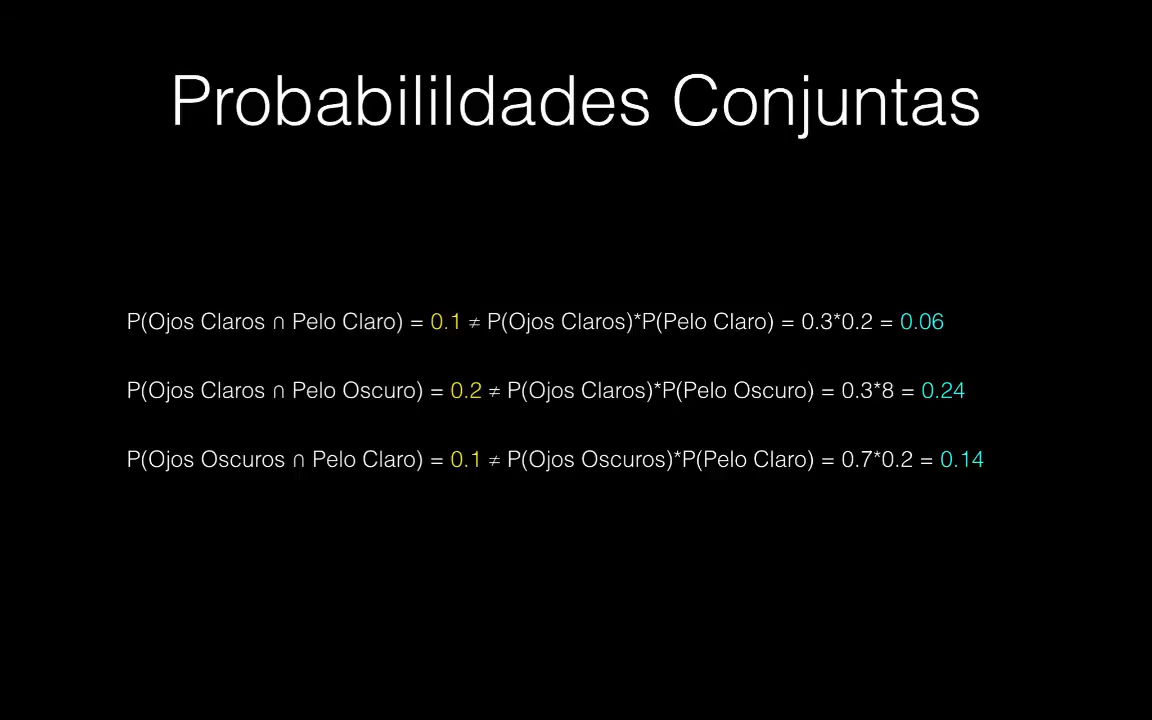 Probabilildades Conjuntas
P(Ojos Claros ∩ Pelo Claro) = 0.1 ≠ P(Ojos Claros)*P(Pelo Claro) = 0.3*0.2 = 0.06
P(Ojos Claros ∩ Pelo Oscuro) = 0.2 ≠ P(Ojos Claros)*P(Pelo Oscuro) = 0.3*8 = 0.24
P(Ojos Oscuros ∩ Pelo Claro) = 0.1 ≠ P(Ojos Oscuros)*P(Pelo Claro) = 0.7*0.2 = 0.14